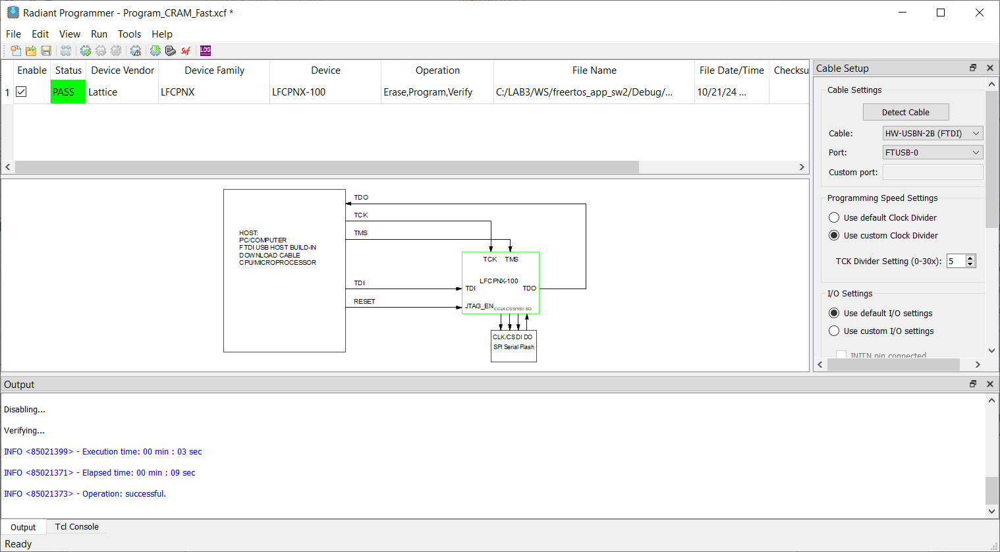 Radiant Programmer - Program_CRAM_Fast.xcf *
File Edit View Run Tools Help
Svf LOG
Enable Status Device Vendor Device Family Device Operation File Name File Date/Time Checksu
1 PASS Lattice LFCPNX LFCPNX-100 Erase,Program,Verify C:/LAB3/WS/freertos_app_sw2/Debug/... 10/21/24 ...
Cable Setup
Cable Settings
Detect Cable
Cable: HW-USBN-2B (FTDI)
Port: FTUSB-0
Custom port:
Programming Speed Settings
Use default Clock Divider
Use custom Clock Divider
TCK Divider Setting (0-30x): 5
I/O Settings
Use default I/O settings
Use custom I/O settings
INITN pin connected
TDO
TCK
TMS
HOST:
PC/COMPUTER
FTDI USB HOST BUILD-IN
DOWNLOAD CABLE
CPU/MICROPROCESSOR
TCK TMS
LFCPNX-100
TDI
TDI TDO
RESET
JTAG_EN CCLK CS SPISI SO
CLK/CS DI DO
SPI Serial Flash
Output
Disabling...
Verifying...
INFO <85021399> - Execution time: 00 min : 03 sec
INFO <85021371> - Elapsed time: 00 min : 09 sec
INFO <85021373> - Operation: successful.
Output Tcl Console
Ready